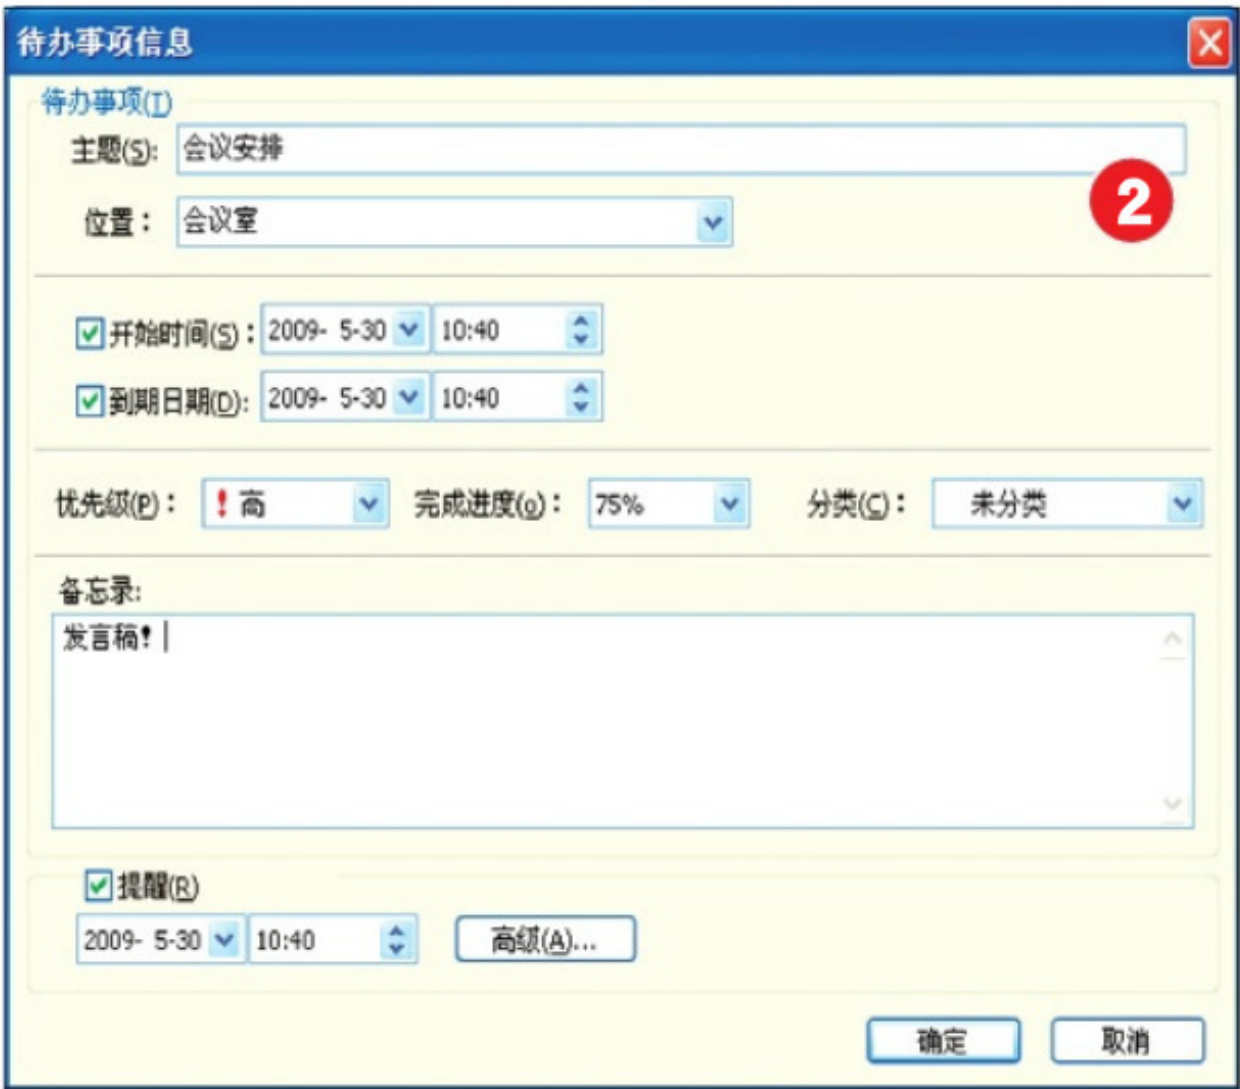 待办事项信息
待办事项(T)
主题(S): 会议安排
2
位置： 会议室
开始时间(S)： 2009- 5-30 10:40
到期日期(D): 2009- 5-30 10:40
优先级(P)： ！高 完成进度(o)： 75% 分类(C)： 未分类
备忘录:
发言稿！
提醒(R)
2009- 5-30 10:40 高级(A)...
确定 取消